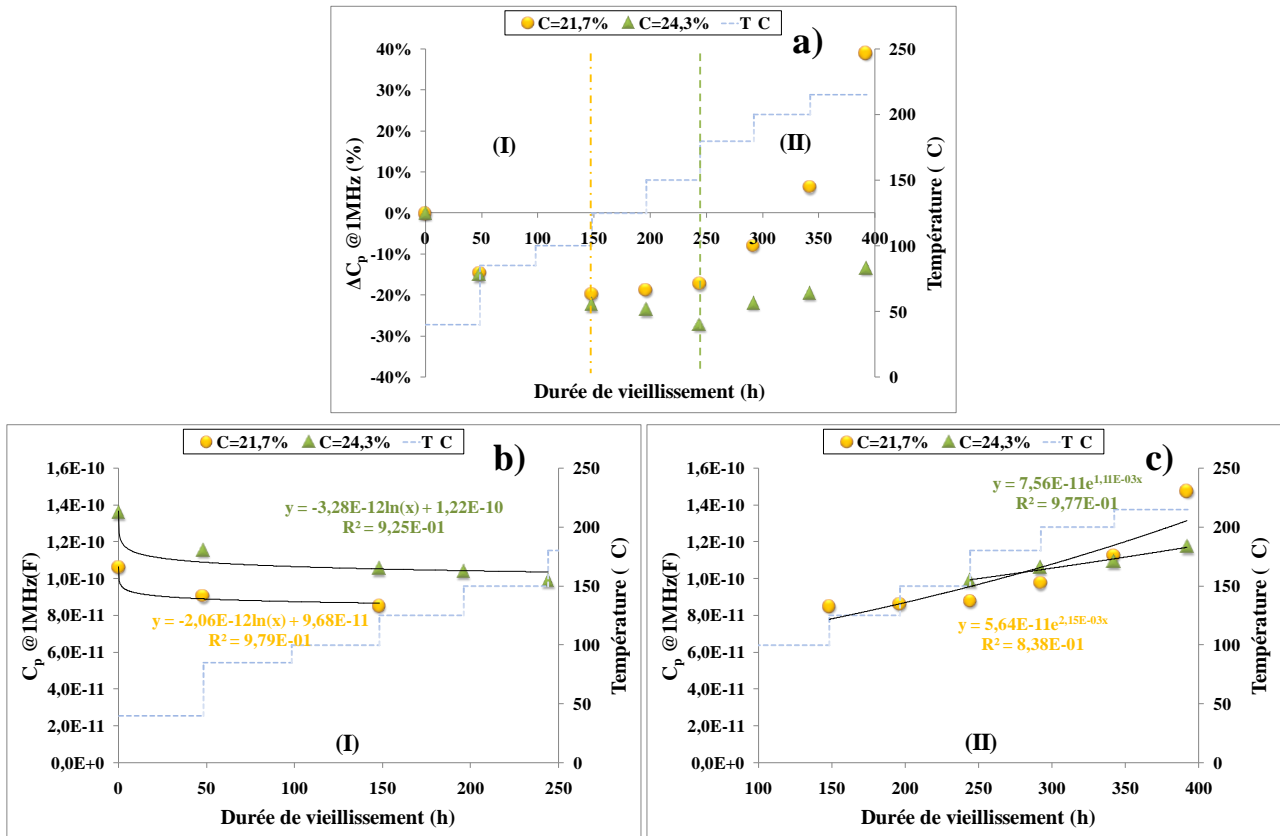 C=21,7% C=24,3% T C
a)
40%
30%
20%
10%
0%
-10%
-20%
-30%
-40%
ΔCp @1MHz (%)
(I)
(II)
0 50 100 150 200 250 300 350 400
Durée de vieillissement (h)
250
200
150
100
50
0
Température ( C)
C=21,7% C=24,3% T C
b)
1,6E-10
1,4E-10
1,2E-10
1,0E-10
8,0E-11
6,0E-11
4,0E-11
2,0E-11
0,0E+0
Cp @1MHz(F)
y = -3,28E-12ln(x) + 1,22E-10
R² = 9,25E-01
y = -2,06E-12ln(x) + 9,68E-11
R² = 9,79E-01
(I)
0 50 100 150 200 250
Durée de vieillissement (h)
250
200
150
100
50
0
Température ( C)
C=21,7% C=24,3% T C
c)
1,6E-10
1,4E-10
1,2E-10
1,0E-10
8,0E-11
6,0E-11
4,0E-11
2,0E-11
0,0E+0
Cp @1MHz(F)
y = 7,56E-11e^1,11E-03x
R² = 9,77E-01
y = 5,64E-11e^2,15E-03x
R² = 8,38E-01
(II)
100 150 200 250 300 350 400
Durée de vieillissement (h)
250
200
150
100
50
0
Température ( C)